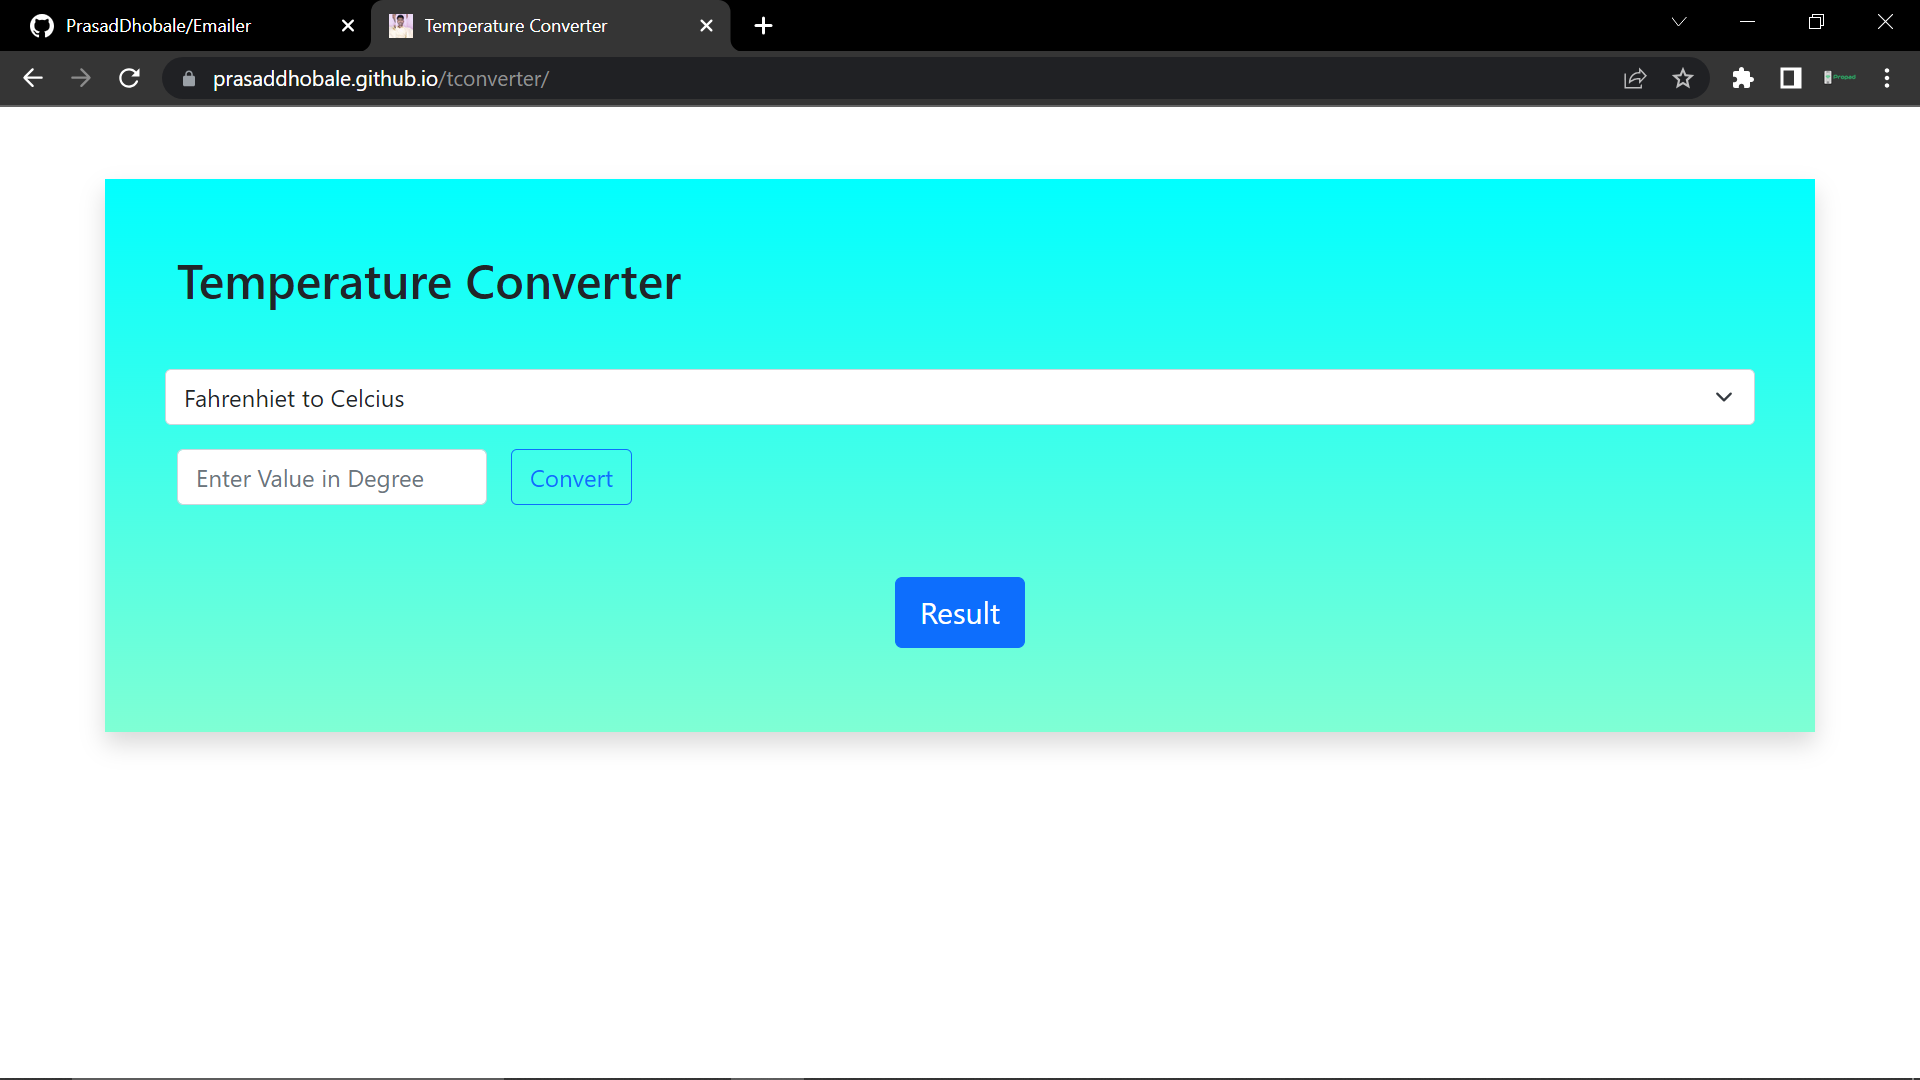 PrasadDhobale/Emailer
Temperature Converter
prasaddhobale.github.io/tconverter/
Temperature Converter
Fahrenhiet to Celcius
Enter Value in Degree
Convert
Result